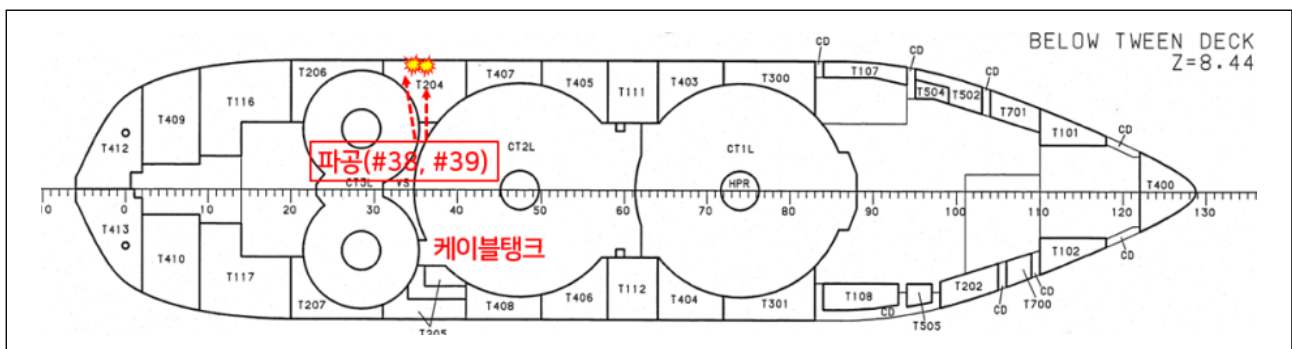 BELOW TWEEN DECK
Z=8.44
CD CD CD
T206 T204 T407 T405 T111 T403 T300 T107 T504 T502 T701 T101 CD
T409 T116
T412
파공(#38, #39)
CT2L CT1L
CT3L VS HPR T400
0 10 20 30 40 50 60 70 80 90 100 110 120 130
T413
T410 T117
케이블탱크
T102 CD
T207 T205 T408 T406 T112 T404 T301 T108 CD T505 T202 CD T700 CD